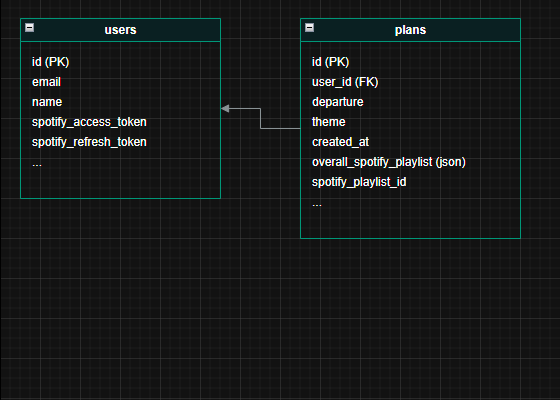 users
id (PK)
email
name
spotify_access_token
spotify_refresh_token
...
plans
id (PK)
user_id (FK)
departure
theme
created_at
overall_spotify_playlist (json)
spotify_playlist_id
...